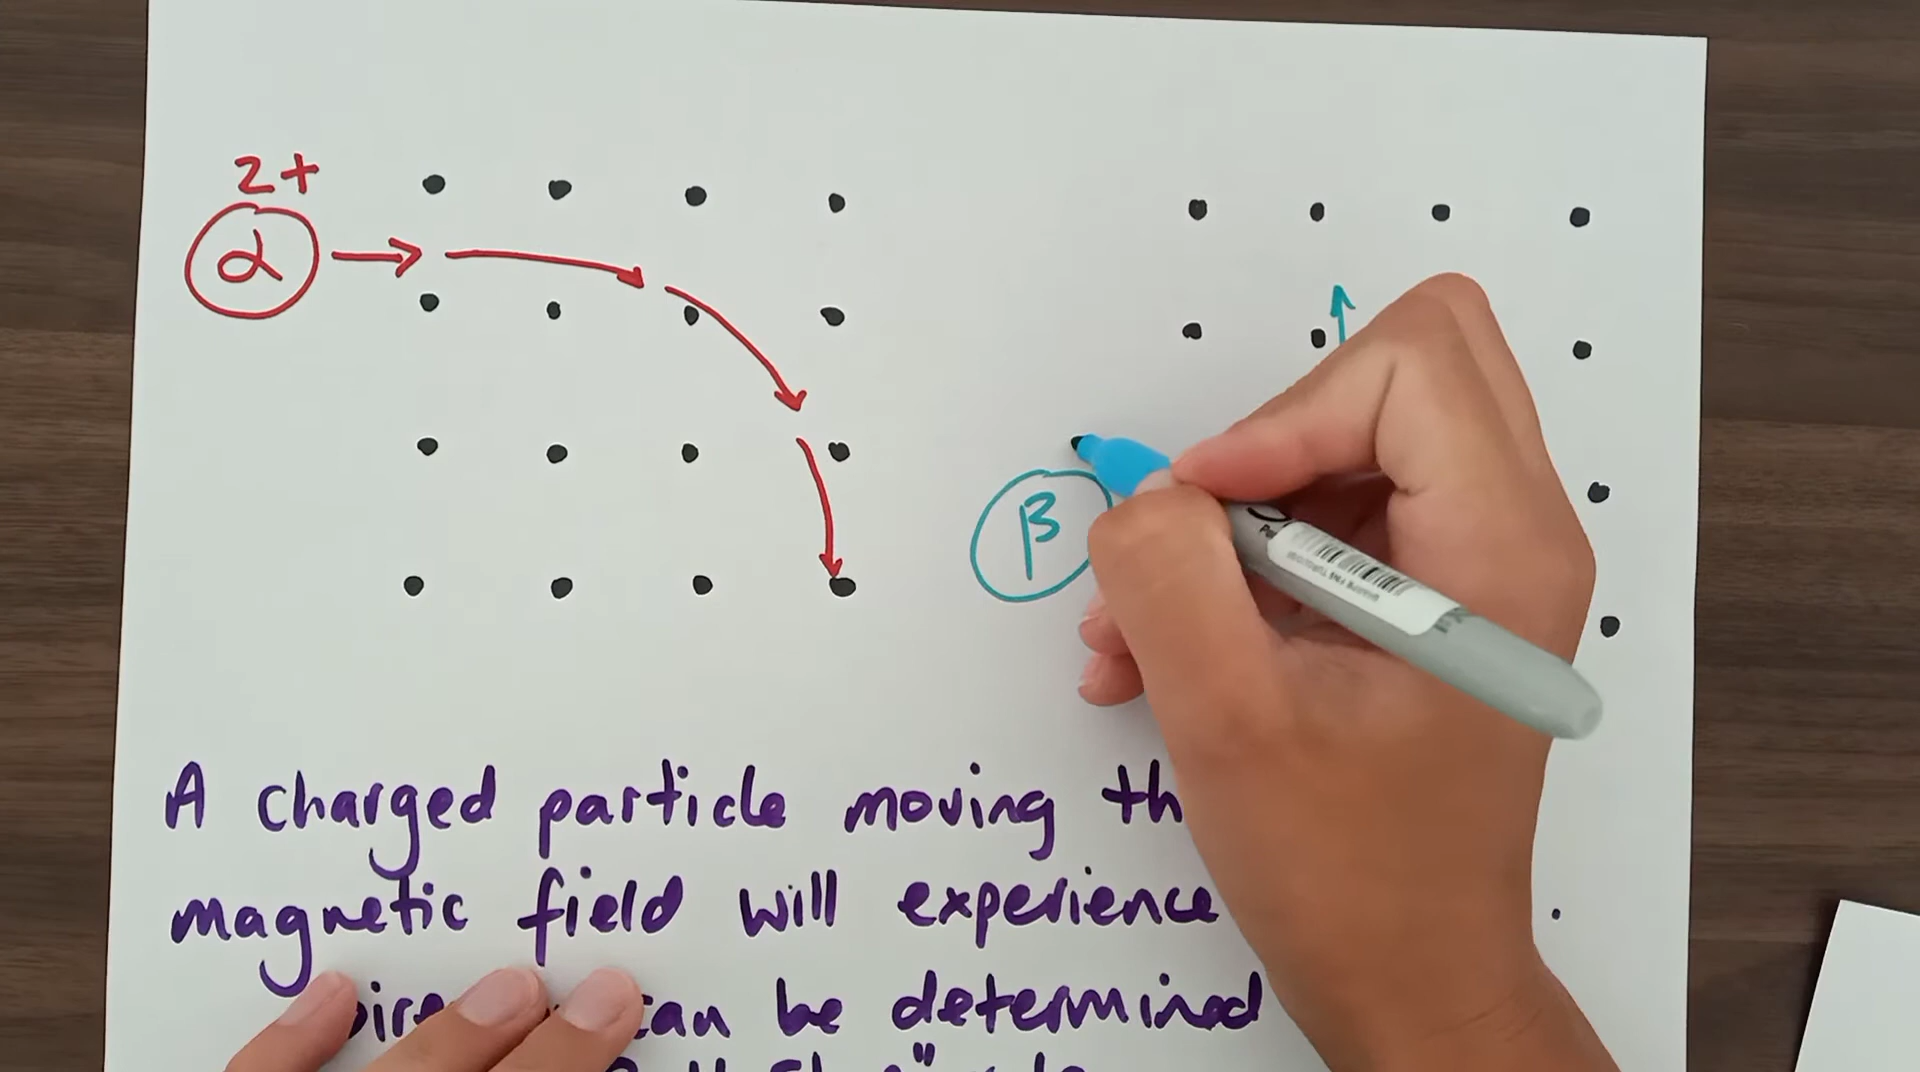 2+
α
β
A charged particle moving th
magnetic field will experience
can be determined